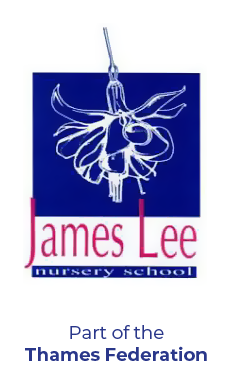 James Lee
nursery school
Part of the
Thames Federation